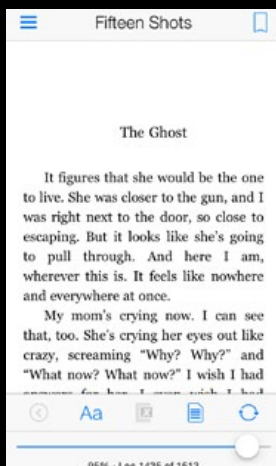 Fifteen Shots
The Ghost
It figures that she would be the one
to live. She was closer to the gun, and I
was right next to the door, so close to
escaping. But it looks like she's going
to pull through. And here I am,
wherever this is. It feels like nowhere
and everywhere at once.
My mom's crying now. I can see
that, too. She's crying her eyes out like
crazy, screaming “Why? Why?” and
“What now? What now?” I wish I had
Aa